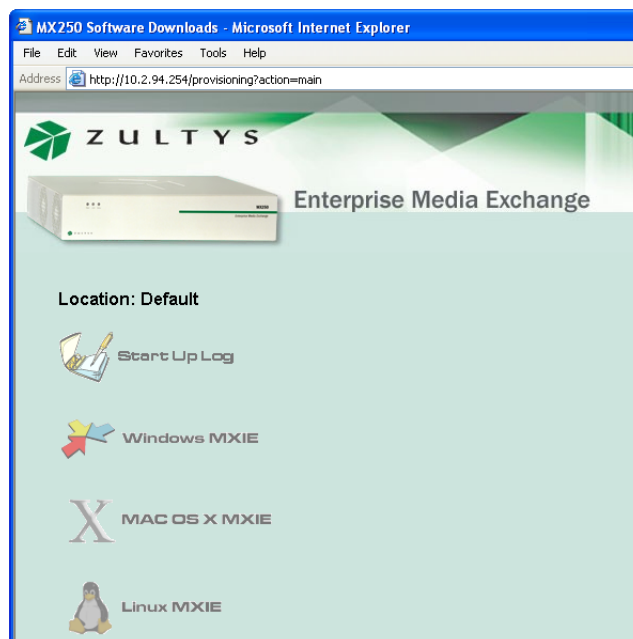 MX250 Software Downloads - Microsoft Internet Explorer
File Edit View Favorites Tools Help
Address http://10.2.94.254/provisioning?action=main
ZULTYS
MX250
Enterprise Media Exchange
Location: Default
Start Up Log
Windows MXIE
X MAC OS X MXIE
Linux MXIE